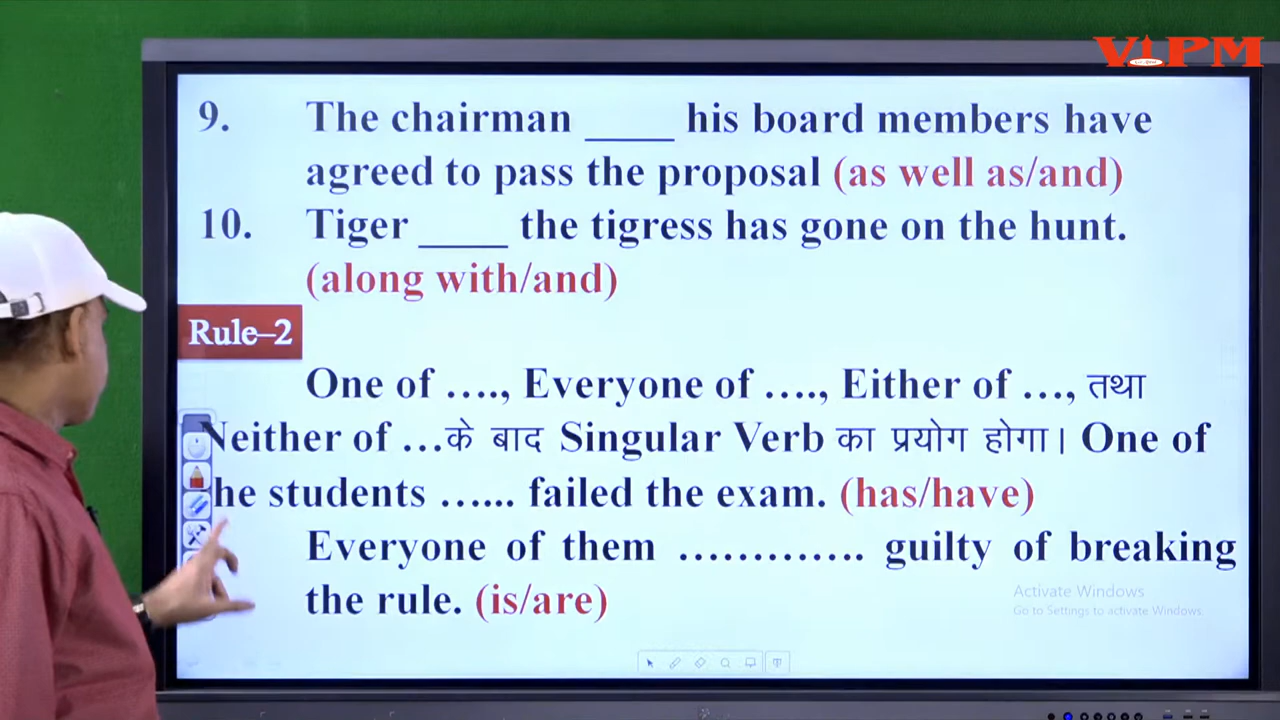 VIPM
9. The chairman ____ his board members have
agreed to pass the proposal (as well as/and)
10. Tiger ____ the tigress has gone on the hunt.
(along with/and)
Rule–2
One of …., Everyone of …., Either of …, तथा
Neither of …के बाद Singular Verb का प्रयोग होगा। One of
he students …... failed the exam. (has/have)
Everyone of them …………. guilty of breaking
the rule. (is/are)
Activate Windows
Go to Settings to activate Windows.